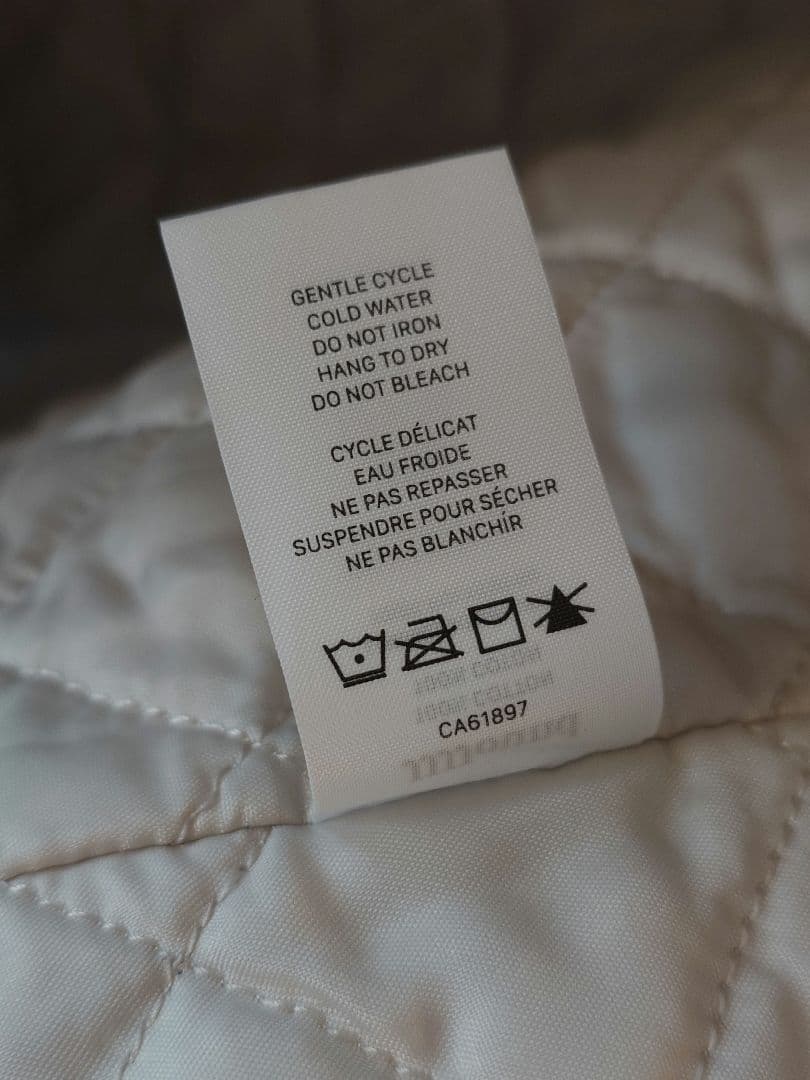 GENTLE CYCLE
COLD WATER
DO NOT IRON
HANG TO DRY
DO NOT BLEACH
CYCLE DÉLICAT
EAU FROIDE
NE PAS REPASSER
SUSPENDRE POUR SÉCHER
NE PAS BLANCHÍR
CA61897